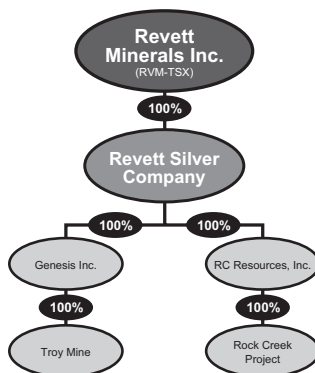 Revett
Minerals Inc.
(RVM-TSX)
100%
Revett Silver
Company
100%
100%
Genesis Inc.
RC Resources, Inc.
100%
100%
Troy Mine
Rock Creek
Project